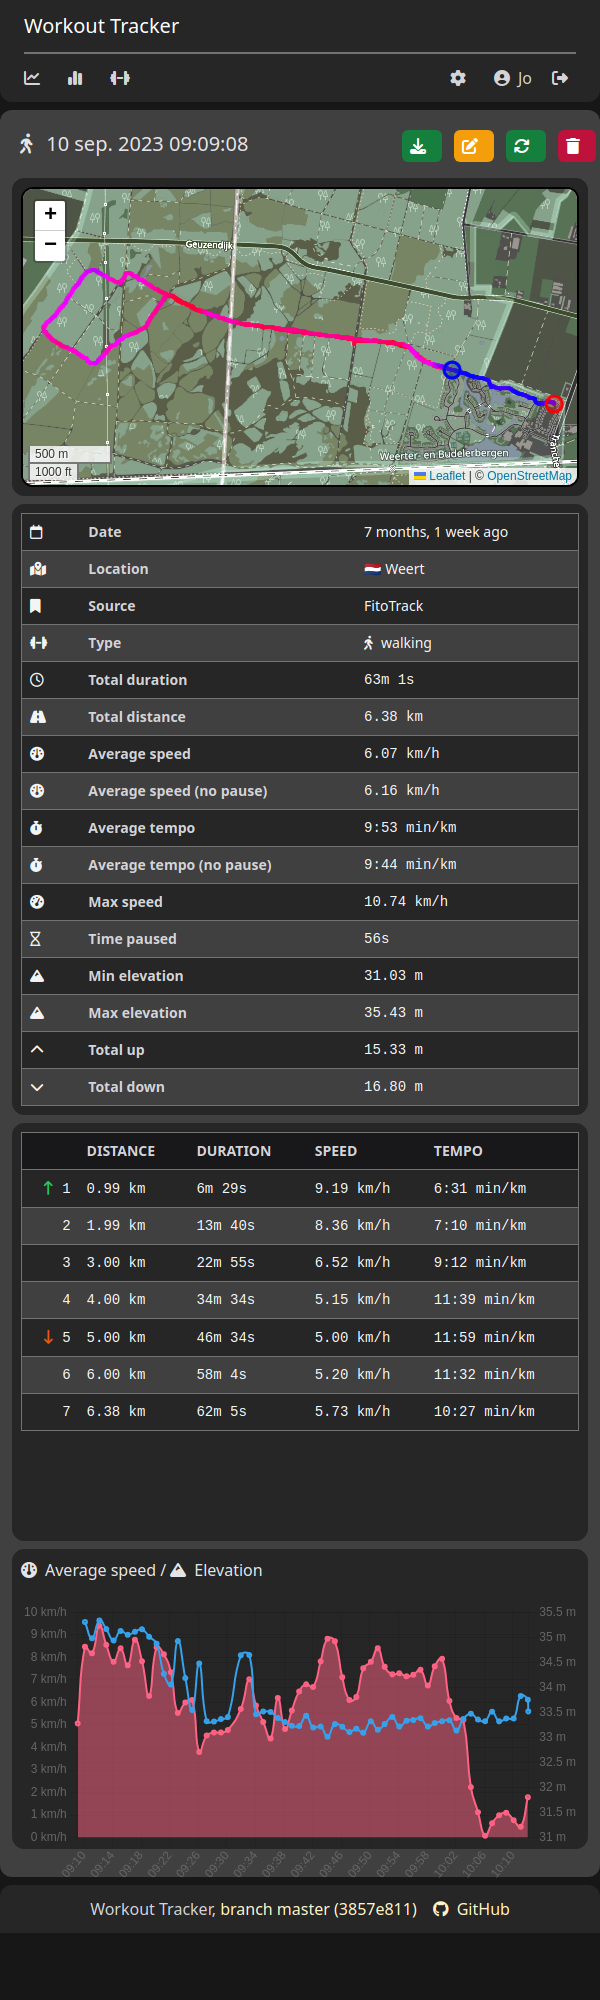 Workout Tracker
Jo
10 sep. 2023 09:09:08
+
−
Geuzendijk
Weerter- en Budelerbergen
500 m
1000 ft
Leaflet | © OpenStreetMap
Date 7 months, 1 week ago
Location 🇳🇱 Weert
Source FitoTrack
Type walking
Total duration 63m 1s
Total distance 6.38 km
Average speed 6.07 km/h
Average speed (no pause) 6.16 km/h
Average tempo 9:53 min/km
Average tempo (no pause) 9:44 min/km
Max speed 10.74 km/h
Time paused 56s
Min elevation 31.03 m
Max elevation 35.43 m
Total up 15.33 m
Total down 16.80 m
DISTANCE DURATION SPEED TEMPO
↑ 1 0.99 km 6m 29s 9.19 km/h 6:31 min/km
2 1.99 km 13m 40s 8.36 km/h 7:10 min/km
3 3.00 km 22m 55s 6.52 km/h 9:12 min/km
4 4.00 km 34m 34s 5.15 km/h 11:39 min/km
↓ 5 5.00 km 46m 34s 5.00 km/h 11:59 min/km
6 6.00 km 58m 4s 5.20 km/h 11:32 min/km
7 6.38 km 62m 5s 5.73 km/h 10:27 min/km
Average speed / Elevation
10 km/h 35.5 m
9 km/h 35 m
8 km/h 34.5 m
7 km/h 34 m
6 km/h 33.5 m
5 km/h 33 m
4 km/h 32.5 m
3 km/h 32 m
2 km/h 31.5 m
1 km/h 31 m
0 km/h
09:10 09:14 09:18 09:22 09:26 09:30 09:34 09:38 09:42 09:46 09:50 09:54 09:58 10:02 10:06 10:10
Workout Tracker, branch master (3857e811) GitHub